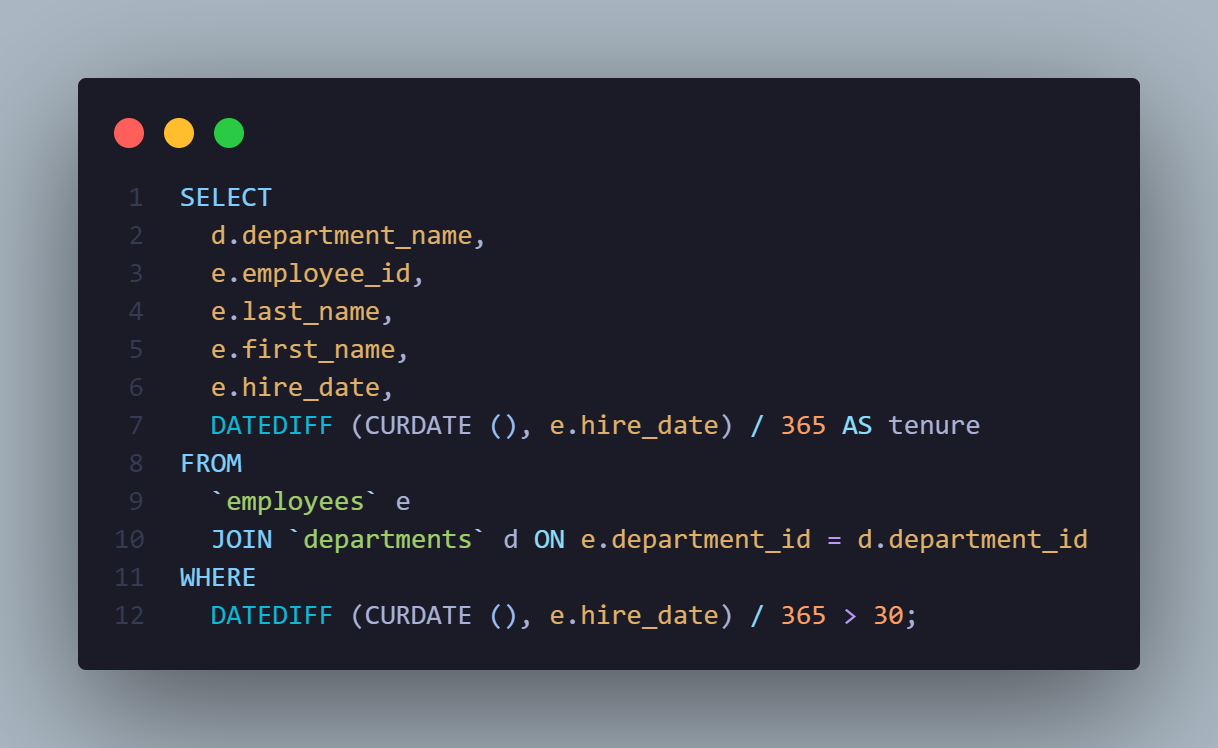 1 SELECT
2   d.department_name,
3   e.employee_id,
4   e.last_name,
5   e.first_name,
6   e.hire_date,
7   DATEDIFF (CURDATE (), e.hire_date) / 365 AS tenure
8 FROM
9   `employees` e
10   JOIN `departments` d ON e.department_id = d.department_id
11 WHERE
12   DATEDIFF (CURDATE (), e.hire_date) / 365 > 30;